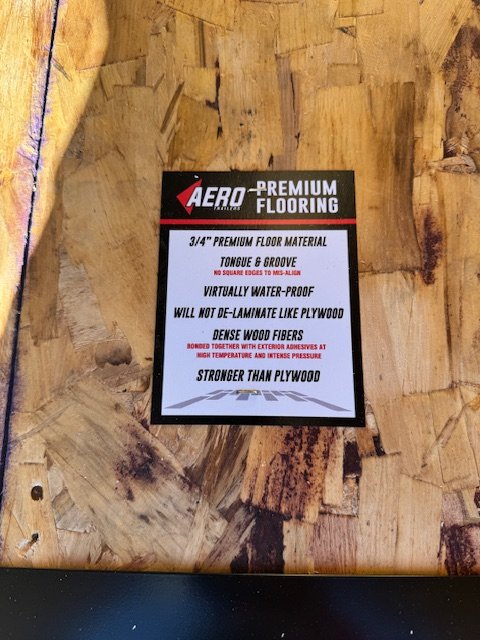 AERO PREMIUM
TRAILERS FLOORING
3/4" PREMIUM FLOOR MATERIAL
TONGUE & GROOVE
NO SQUARE EDGES TO MIS-ALIGN
VIRTUALLY WATER-PROOF
WILL NOT DE-LAMINATE LIKE PLYWOOD
DENSE WOOD FIBERS
BONDED TOGETHER WITH EXTERIOR ADHESIVES AT
HIGH TEMPERATURE AND INTENSE PRESSURE
STRONGER THAN PLYWOOD